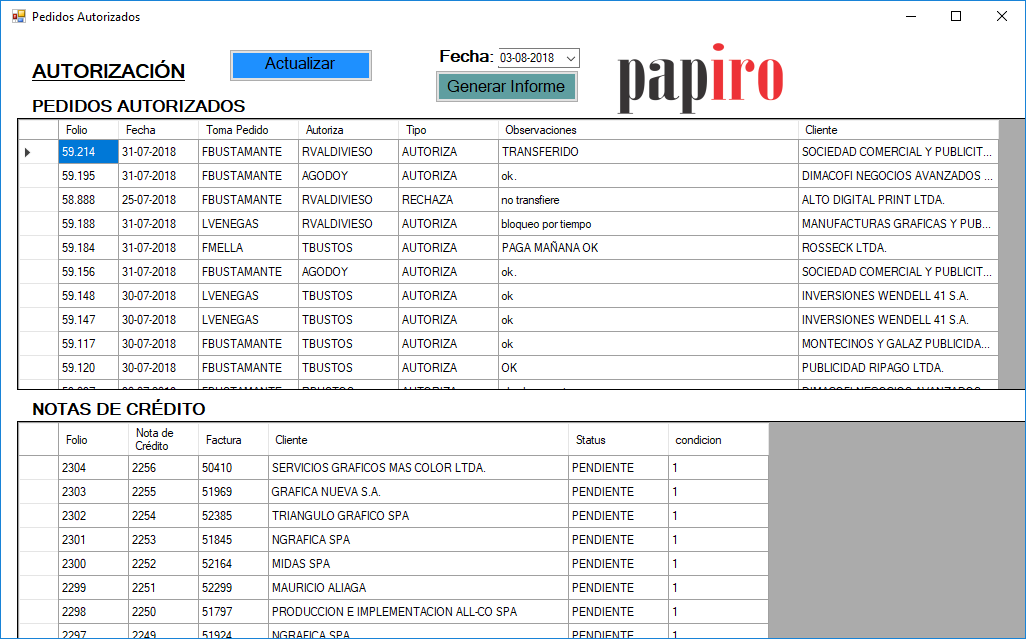 Pedidos Autorizados
AUTORIZACIÓN
Actualizar
Fecha: 03-08-2018
Generar Informe
papiro
PEDIDOS AUTORIZADOS
Folio Fecha Toma Pedido Autoriza Tipo Observaciones Cliente
59.214 31-07-2018 FBUSTAMANTE RVALDIVIESO AUTORIZA TRANSFERIDO SOCIEDAD COMERCIAL Y PUBLICIT...
59.195 31-07-2018 FBUSTAMANTE AGODOY AUTORIZA ok. DIMACOFI NEGOCIOS AVANZADOS ...
58.888 25-07-2018 FBUSTAMANTE RVALDIVIESO RECHAZA no transfiere ALTO DIGITAL PRINT LTDA.
59.188 31-07-2018 LVENEGAS RVALDIVIESO AUTORIZA bloqueo por tiempo MANUFACTURAS GRAFICAS Y PUB...
59.184 31-07-2018 FMELLA TBUSTOS AUTORIZA PAGA MAÑANA OK ROSSECK LTDA.
59.156 31-07-2018 FBUSTAMANTE AGODOY AUTORIZA ok. SOCIEDAD COMERCIAL Y PUBLICIT...
59.148 30-07-2018 LVENEGAS TBUSTOS AUTORIZA ok INVERSIONES WENDELL 41 S.A.
59.147 30-07-2018 LVENEGAS TBUSTOS AUTORIZA ok INVERSIONES WENDELL 41 S.A.
59.117 30-07-2018 FBUSTAMANTE TBUSTOS AUTORIZA ok MONTECINOS Y GALAZ PUBLICIDA...
59.120 30-07-2018 FBUSTAMANTE TBUSTOS AUTORIZA OK PUBLICIDAD RIPAGO LTDA.
FBUSTAMANTE AUTORIZA DIMACOFI NEGOCIOS AVANZADOS
NOTAS DE CRÉDITO
Folio Nota de Crédito Factura Cliente Status condicion
2304 2256 50410 SERVICIOS GRAFICOS MAS COLOR LTDA. PENDIENTE 1
2303 2255 51969 GRAFICA NUEVA S.A. PENDIENTE 1
2302 2254 52385 TRIANGULO GRAFICO SPA PENDIENTE 1
2301 2253 51845 NGRAFICA SPA PENDIENTE 1
2300 2252 52164 MIDAS SPA PENDIENTE 1
2299 2251 52299 MAURICIO ALIAGA PENDIENTE 1
2298 2250 51797 PRODUCCION E IMPLEMENTACION ALL-CO SPA PENDIENTE 1
2297 2249 51924 NGRAFICA SPA PENDIENTE 1